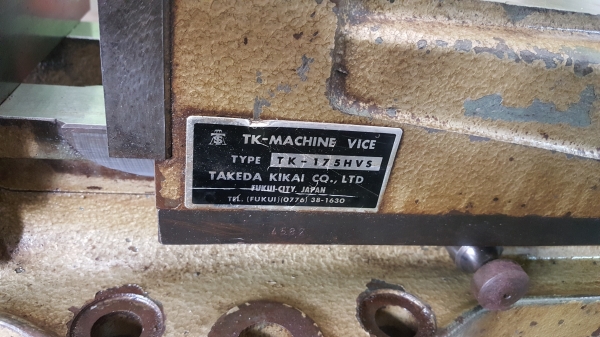 TK-MACHINE VICE
TYPE TK-175HVS
TAKEDA KIKAI CO., LTD
FUKUI-CITY, JAPAN
TEL. (FUKUI)(0776) 38-1630